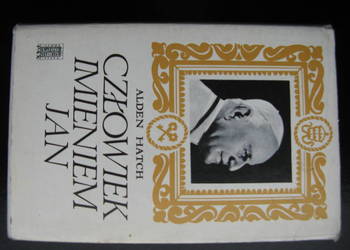 ALDEN HATCH
CZŁOWIEK
IMIENIEM
JAN